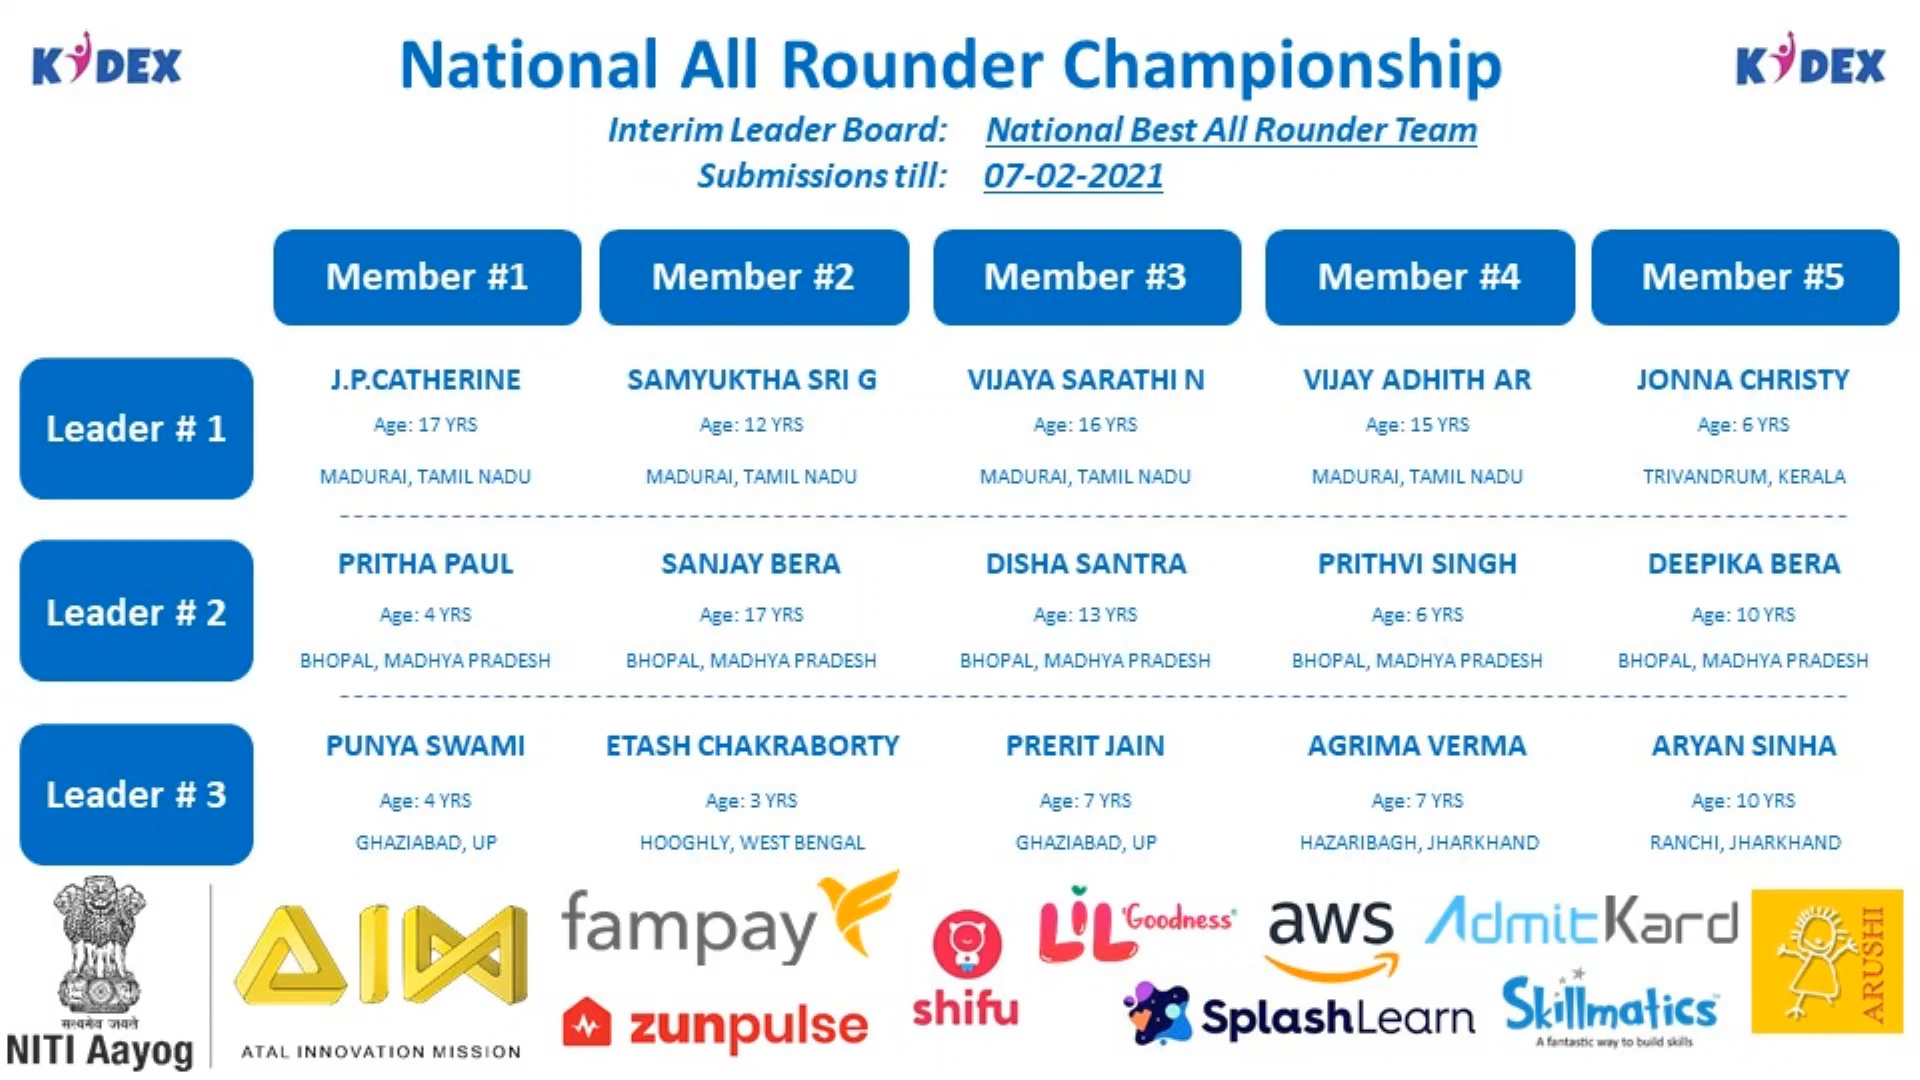 KIDEX
National All Rounder Championship
KIDEX
Interim Leader Board: National Best All Rounder Team
Submissions till: 07-02-2021
Member #1 Member #2 Member #3 Member #4 Member #5
Leader # 1
J.P.CATHERINE SAMYUKTHA SRI G VIJAYA SARATHI N VIJAY ADHITH AR JONNA CHRISTY
Age: 17 YRS Age: 12 YRS Age: 16 YRS Age: 15 YRS Age: 6 YRS
MADURAI, TAMIL NADU MADURAI, TAMIL NADU MADURAI, TAMIL NADU MADURAI, TAMIL NADU TRIVANDRUM, KERALA
Leader # 2
PRITHA PAUL SANJAY BERA DISHA SANTRA PRITHVI SINGH DEEPIKA BERA
Age: 4 YRS Age: 17 YRS Age: 13 YRS Age: 6 YRS Age: 10 YRS
BHOPAL, MADHYA PRADESH BHOPAL, MADHYA PRADESH BHOPAL, MADHYA PRADESH BHOPAL, MADHYA PRADESH BHOPAL, MADHYA PRADESH
Leader # 3
PUNYA SWAMI ETASH CHAKRABORTY PRERIT JAIN AGRIMA VERMA ARYAN SINHA
Age: 4 YRS Age: 3 YRS Age: 7 YRS Age: 7 YRS Age: 10 YRS
GHAZIABAD, UP HOOGHLY, WEST BENGAL GHAZIABAD, UP HAZARIBAGH, JHARKHAND RANCHI, JHARKHAND
सत्यमेव जयते
NITI Aayog
AIM
ATAL INNOVATION MISSION
fampay
zunpulse
shifu
LIL 'Goodness'
aws
AdmitKard
SplashLearn
Skillmatics
A fantastic way to build skills
ARUSHI